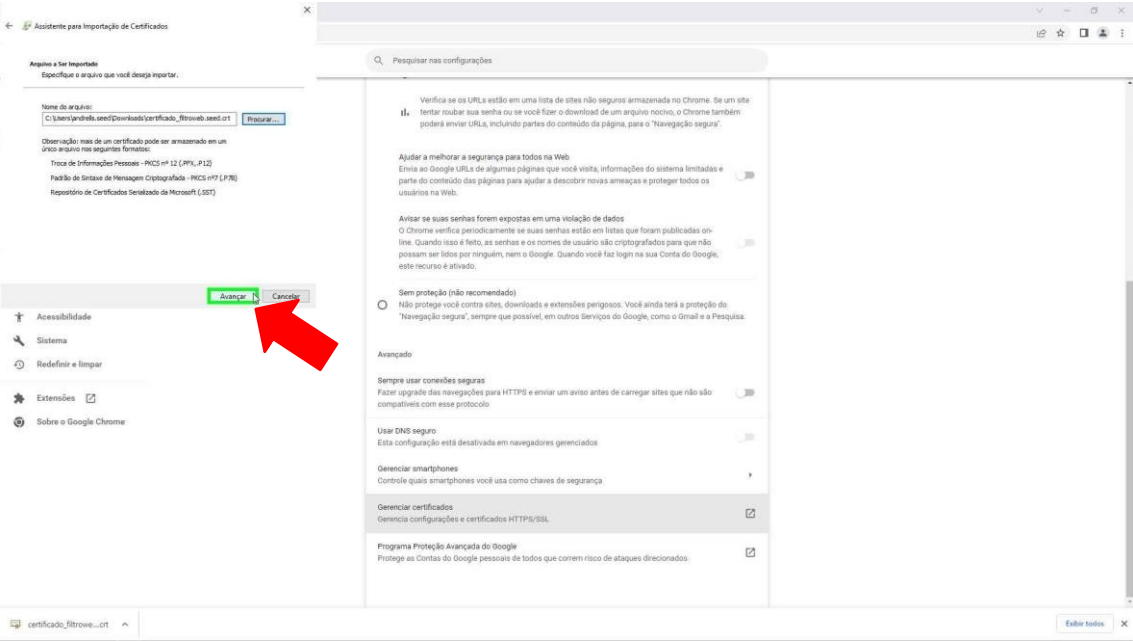 Assistente para Importação de Certificados
Arquivo a Ser Importado
Especifique o arquivo que você deseja importar.
Nome do arquivo:
C:\Users\andrelis.seed\Downloads\certificado_filtroweb.seed.crt
Procurar...
Observação: mais de um certificado pode ser armazenado em um
único arquivo nos seguintes formatos:
Troca de Informações Pessoais - PKCS nº 12 (.PFX,.P12)
Padrão de Sintaxe de Mensagem Criptografada - PKCS nº7 (.P7B)
Repositório de Certificados Serializado da Microsoft (.SST)
Avançar
Cancelar
Acessibilidade
Sistema
Redefinir e limpar
Extensões
Sobre o Google Chrome
Pesquisar nas configurações
Verifica se os URLs estão em uma lista de sites não seguros armazenada no Chrome. Se um site
tentar roubar sua senha ou se você fizer o download de um arquivo nocivo, o Chrome também
poderá enviar URLs, incluindo partes do conteúdo da página, para o "Navegação segura".
Ajudar a melhorar a segurança para todos na Web
Envia ao Google URLs de algumas páginas que você visita, informações do sistema limitadas e
parte do conteúdo das páginas para ajudar a descobrir novas ameaças e proteger todos os
usuários na Web.
Avisar se suas senhas forem expostas em uma violação de dados
O Chrome verifica periodicamente se suas senhas estão em listas que foram publicadas on-
line. Quando isso é feito, as senhas e os nomes de usuário são criptografados para que não
possam ser lidos por ninguém, nem o Google. Quando você faz login na sua Conta do Google,
este recurso é ativado.
Sem proteção (não recomendado)
Não protege você contra sites, downloads e extensões perigosos. Você ainda terá a proteção do
"Navegação segura", sempre que possível, em outros Serviços do Google, como o Gmail e a Pesquisa.
Avançado
Sempre usar conexões seguras
Fazer upgrade das navegações para HTTPS e enviar um aviso antes de carregar sites que não são
compatíveis com esse protocolo
Usar DNS seguro
Esta configuração está desativada em navegadores gerenciados
Gerenciar smartphones
Controle quais smartphones você usa como chaves de segurança
Gerenciar certificados
Gerencia configurações e certificados HTTPS/SSL
Programa Proteção Avançada do Google
Protege as Contas do Google pessoais de todos que correm risco de ataques direcionados
certificado_filtrowe....crt
Exibir todos